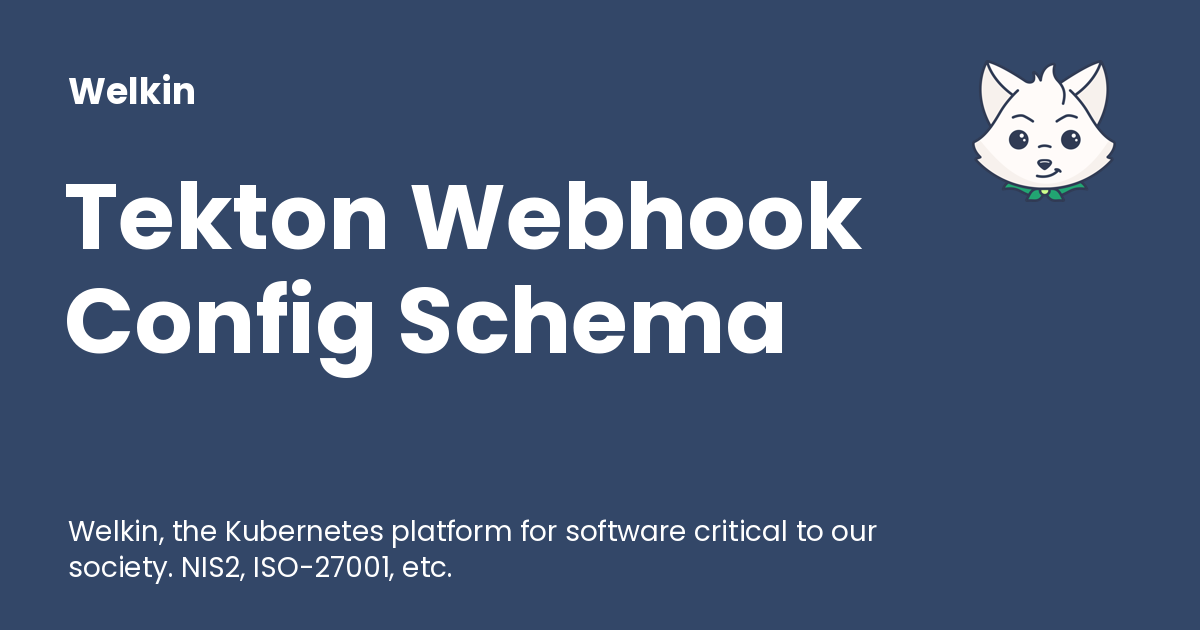 Welkin
Tekton Webhook
Config Schema
Welkin, the Kubernetes platform for software critical to our
society. NIS2, ISO-27001, etc.